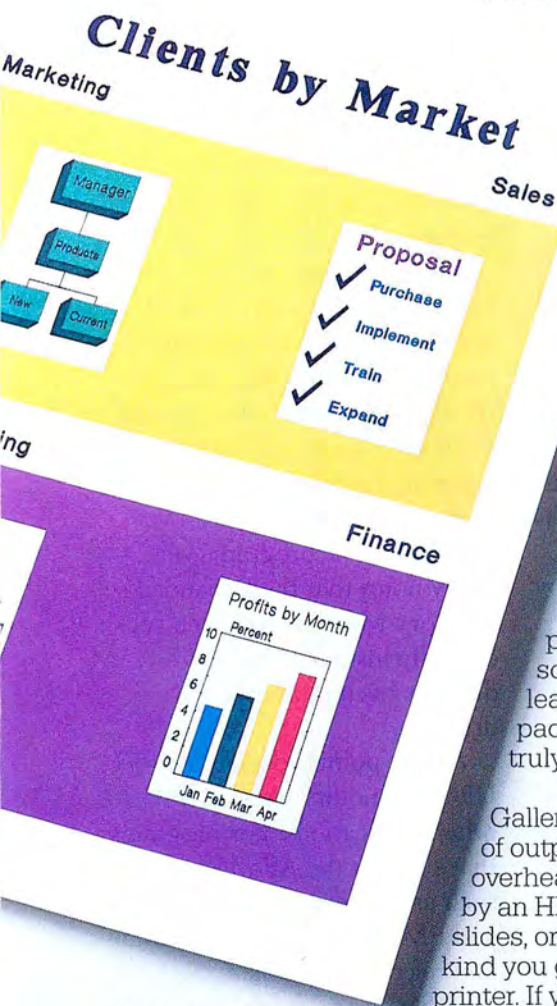 Clients by Market
Marketing
Sales
Manager
Products
New
Current
Proposal
Purchase
Implement
Train
Expand
ing
Finance
Profits by Month
Percent
10
8
6
4
2
0
Jan Feb Mar Apr
p
so
lea
pac
truly
Galler
of outp
overhea
by an H
slides, or
kind you g
printer. If